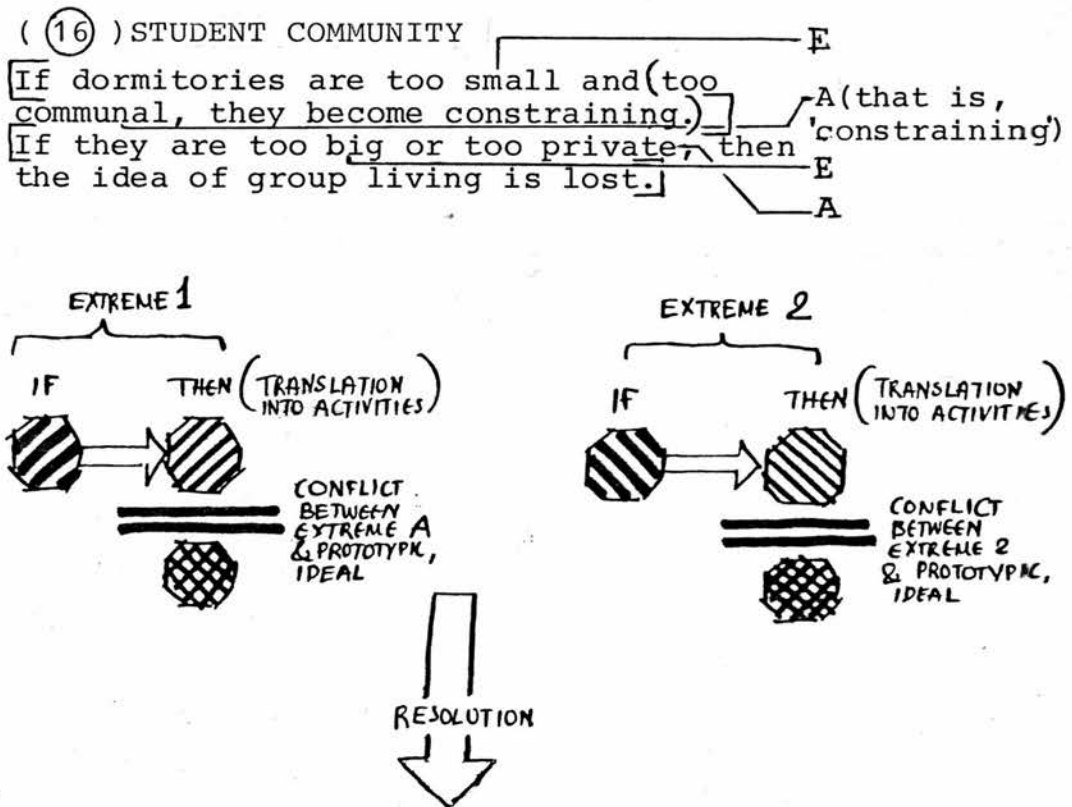 ( 16 ) STUDENT COMMUNITY
E
If dormitories are too small and (too
communal, they become constraining.)
A (that is,
'constraining')
If they are too big or too private, then
the idea of group living is lost.
E
A
EXTREME 1
IF THEN (TRANSLATION
INTO ACTIVITIES)
CONFLICT
BETWEEN
EXTREME A
& PROTOTYPIC,
IDEAL
EXTREME 2
IF THEN (TRANSLATION
INTO ACTIVITIES)
CONFLICT
BETWEEN
EXTREME 2
& PROTOTYPIC,
IDEAL
RESOLUTION